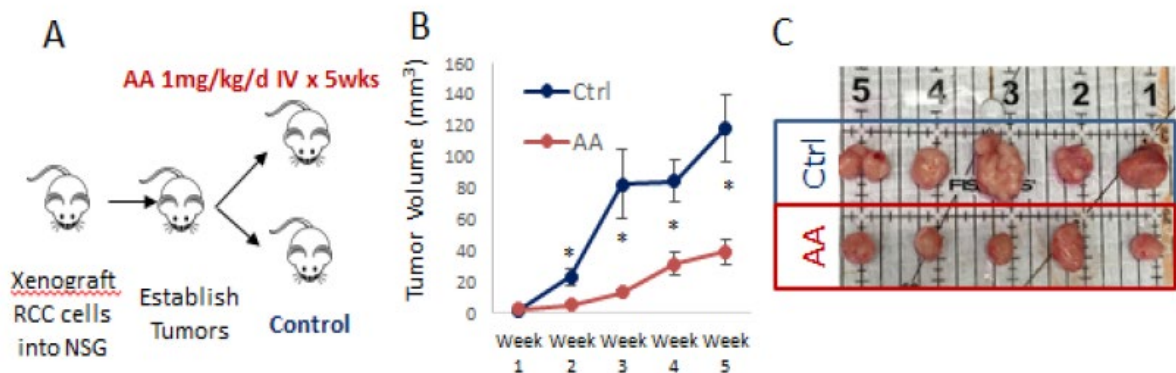 A
AA 1mg/kg/d IV x 5wks
Xenograft
RCC cells
into NSG
Establish
Tumors
Control
B
Tumor Volume (mm³)
160
140
120
100
80
60
40
20
0
Ctrl
AA
*
*
*
*
Week Week Week Week Week
1 2 3 4 5
C
5 4 3 2 1
Ctrl
AA